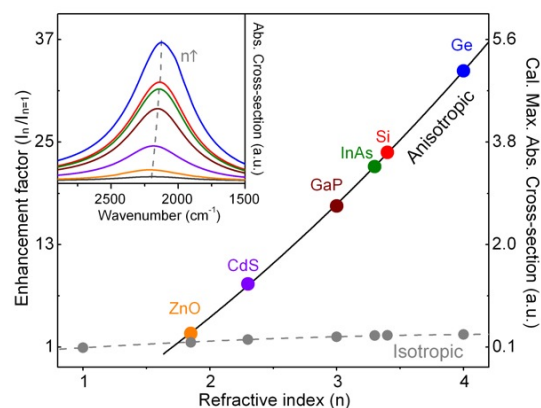 37
25
13
1
Enhancement factor (Iₙ/Iₙ₌₁)
n↑
Abs. Cross-section (a.u.)
2500 2000 1500
Wavenumber (cm⁻¹)
Ge
Si
InAs
GaP
CdS
ZnO
Anisotropic
Isotropic
5.6
3.8
2.0
0.1
Cal. Max. Abs. Cross-section (a.u.)
1 2 3 4
Refractive index (n)